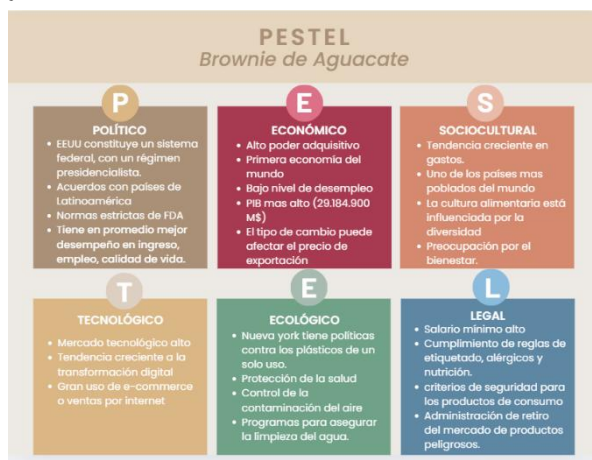 PESTEL
Brownie de Aguacate
P
POLÍTICO
• EEUU constituye un sistema
federal, con un régimen
presidencialista.
• Acuerdos con países de
Latinoamérica
• Normas estrictas de FDA
• Tiene en promedio mejor
desempeño en ingreso,
empleo, calidad de vida.
E
ECONÓMICO
• Alto poder adquisitivo
• Primera economía del
mundo
• Bajo nivel de desempleo
• PIB mas alto (29.184.900
M$)
• El tipo de cambio puede
afectar el precio de
exportación
S
SOCIOCULTURAL
• Tendencia creciente en
gastos.
• Uno de los países mas
poblados del mundo
• La cultura alimentaria está
influenciada por la
diversidad
• Preocupación por el
bienestar.
T
TECNOLÓGICO
• Mercado tecnológico alto
• Tendencia creciente a la
transformación digital
• Gran uso de e-commerce
o ventas por internet
E
ECOLÓGICO
• Nueva york tiene políticas
contra los plásticos de un
solo uso.
• Protección de la salud
• Control de la
contaminación del aire
• Programas para asegurar
la limpieza del agua.
L
LEGAL
• Salario mínimo alto
• Cumplimiento de reglas de
etiquetado, alérgicos y
nutrición.
• criterios de seguridad para
los productos de consumo
• Administración de retiro
del mercado de productos
peligrosos.